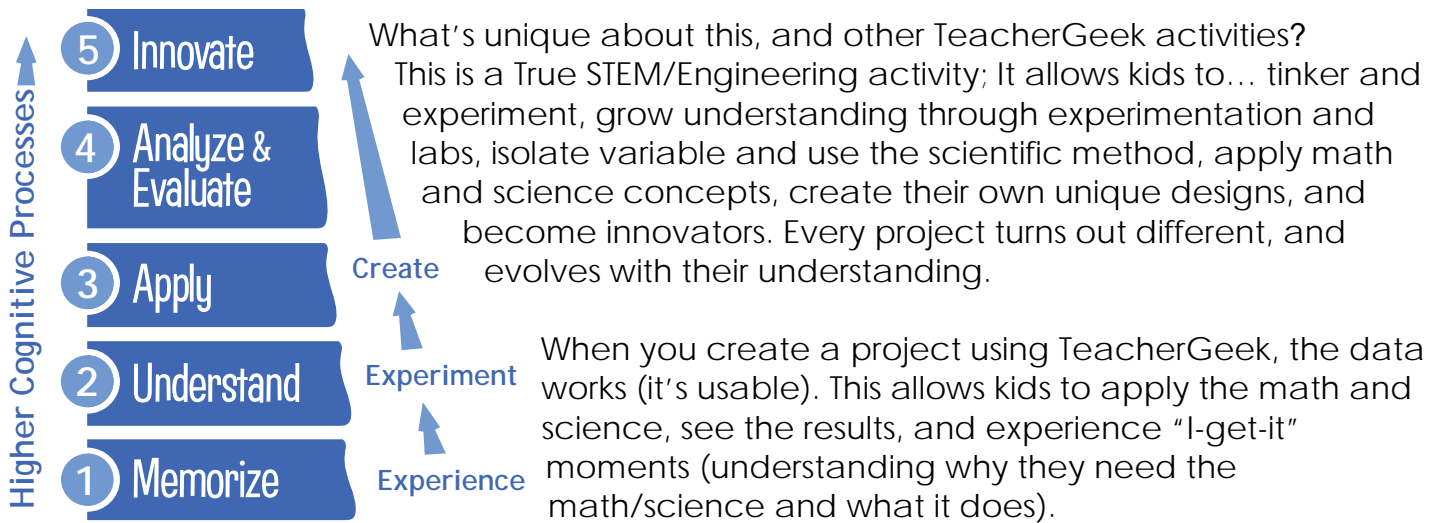 Higher Cognitive Processes
5 Innovate
4 Analyze &
Evaluate
3 Apply
2 Understand
1 Memorize
Create
Experiment
Experience
What's unique about this, and other TeacherGeek activities?
This is a True STEM/Engineering activity; It allows kids to... tinker and
experiment, grow understanding through experimentation and
labs, isolate variable and use the scientific method, apply math
and science concepts, create their own unique designs, and
become innovators. Every project turns out different, and
evolves with their understanding.
When you create a project using TeacherGeek, the data
works (it's usable). This allows kids to apply the math and
science, see the results, and experience "I-get-it"
moments (understanding why they need the
math/science and what it does).